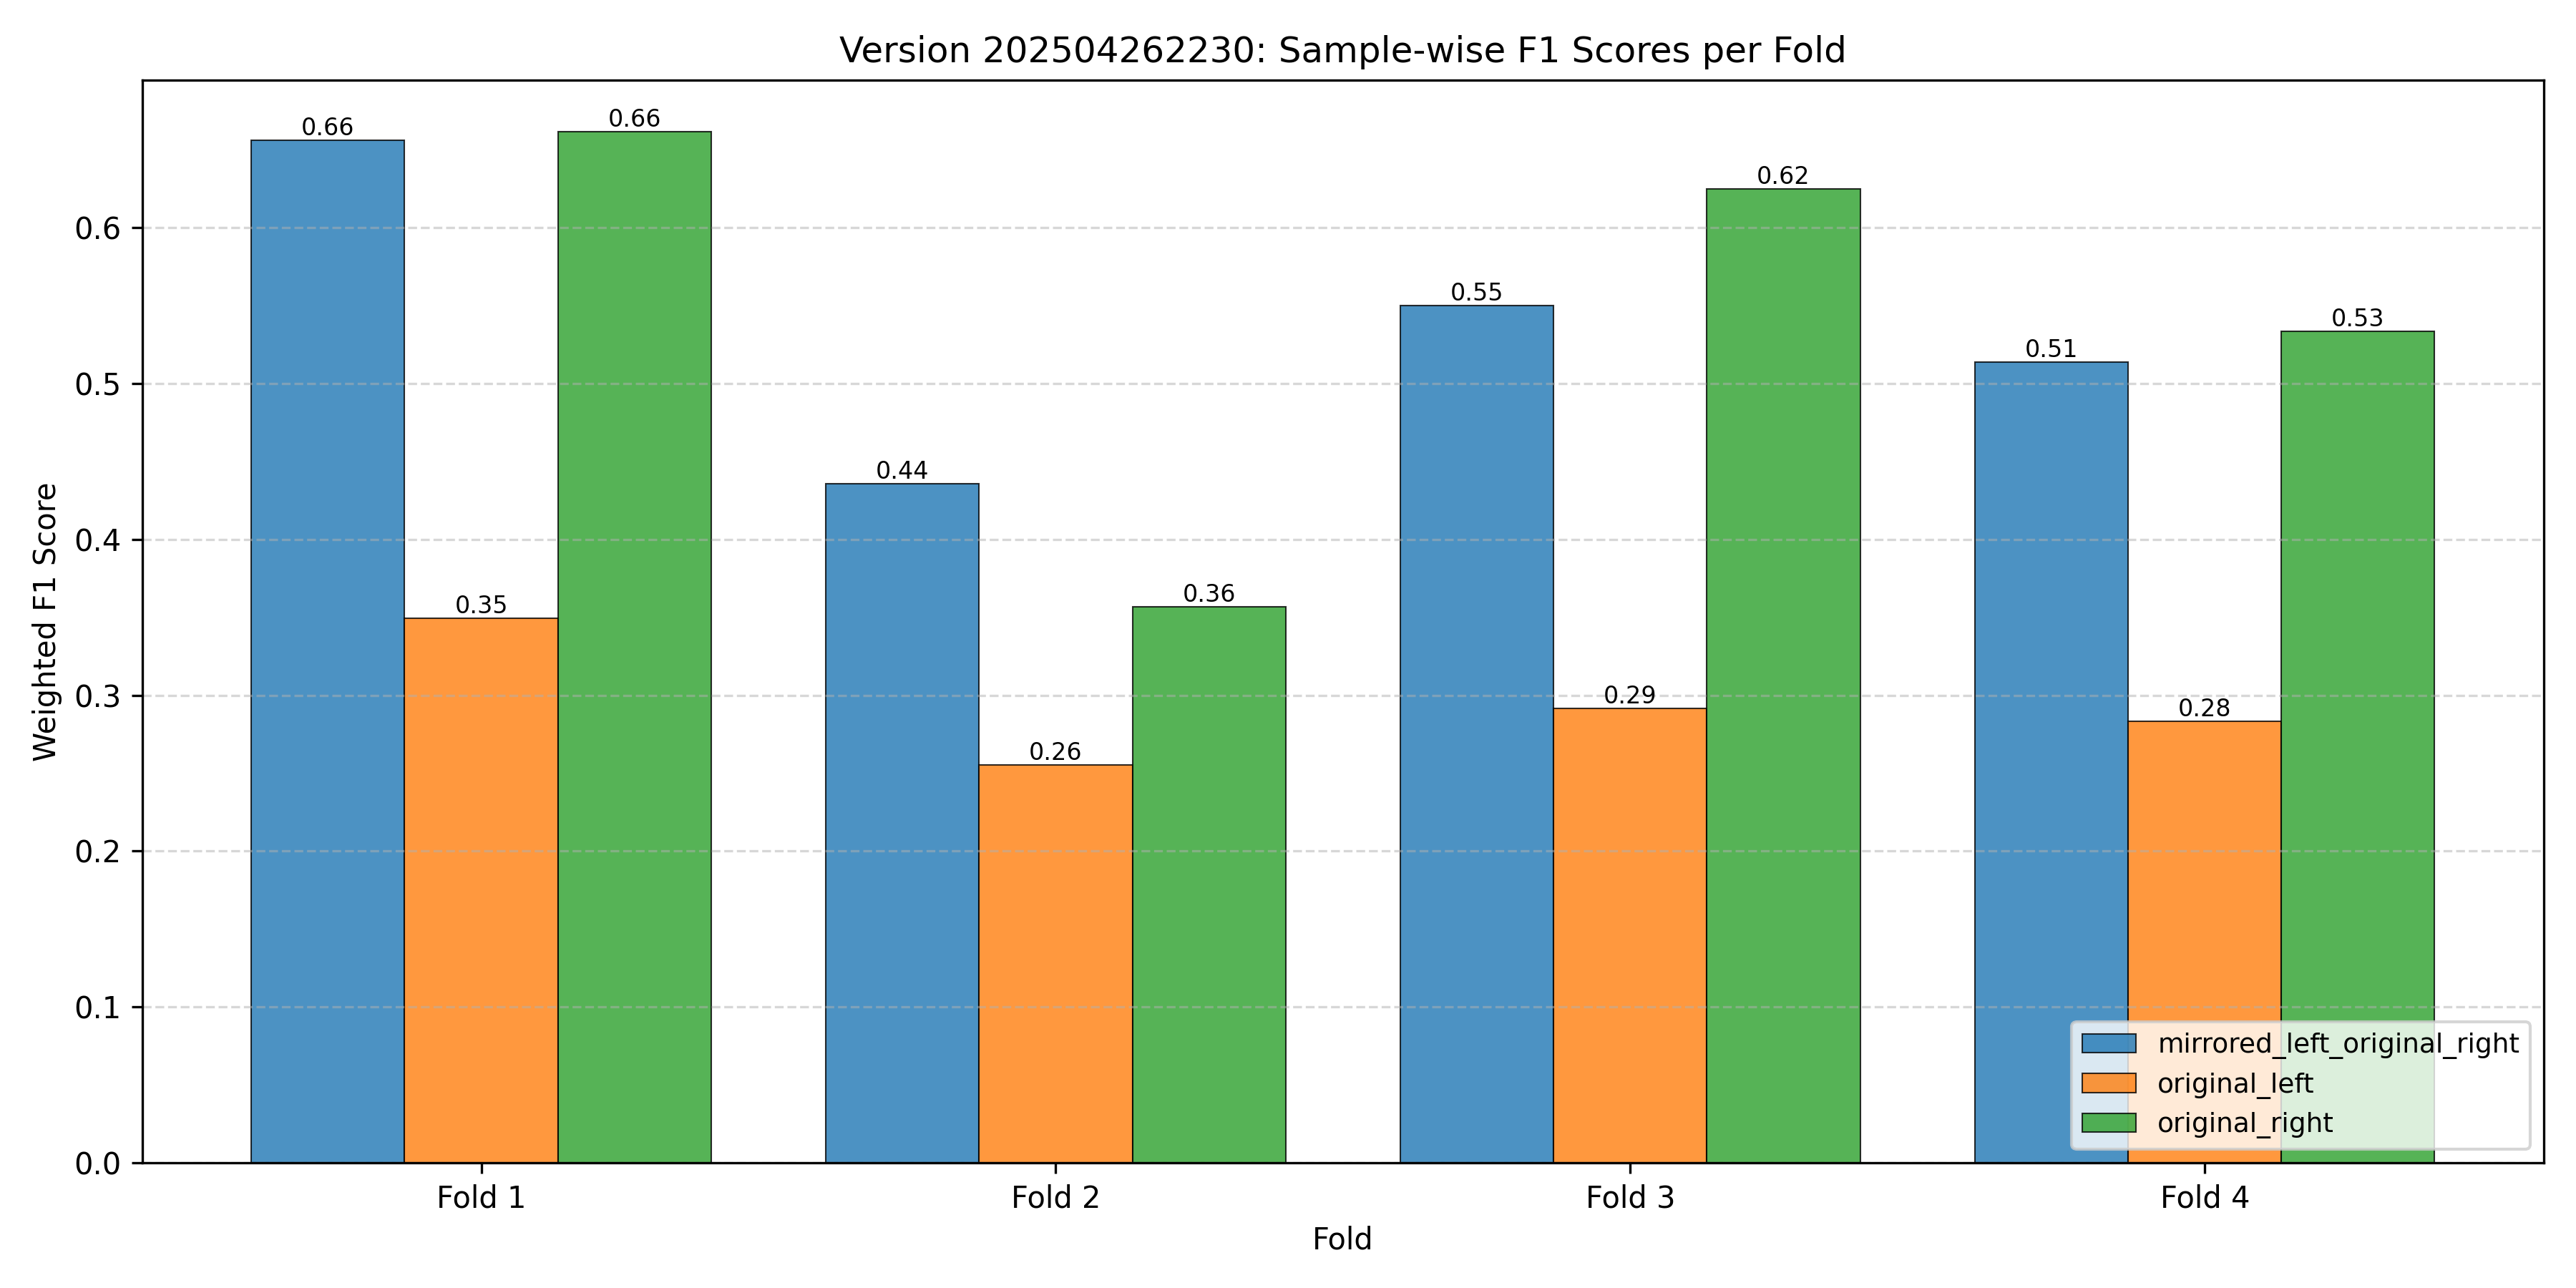 Version 202504262230: Sample-wise F1 Scores per Fold
Weighted F1 Score
0.6
0.5
0.4
0.3
0.2
0.1
0.0
0.66
0.35
0.66
0.44
0.26
0.36
0.55
0.29
0.62
0.51
0.28
0.53
mirrored_left_original_right
original_left
original_right
Fold 1
Fold 2
Fold 3
Fold 4
Fold